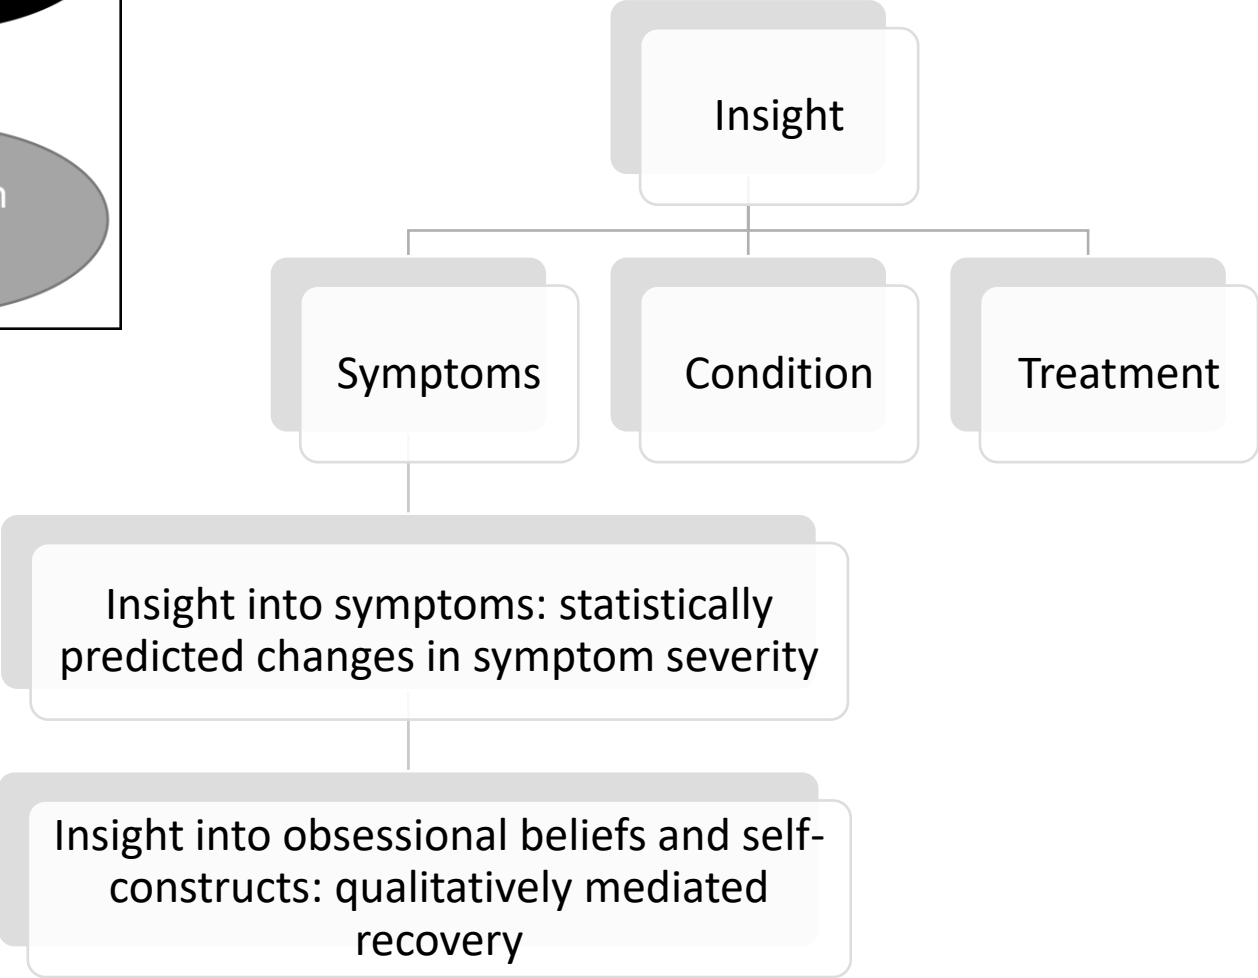 Insight
Symptoms
Condition
Treatment
Insight into symptoms: statistically
predicted changes in symptom severity
Insight into obsessional beliefs and self-
constructs: qualitatively mediated
recovery